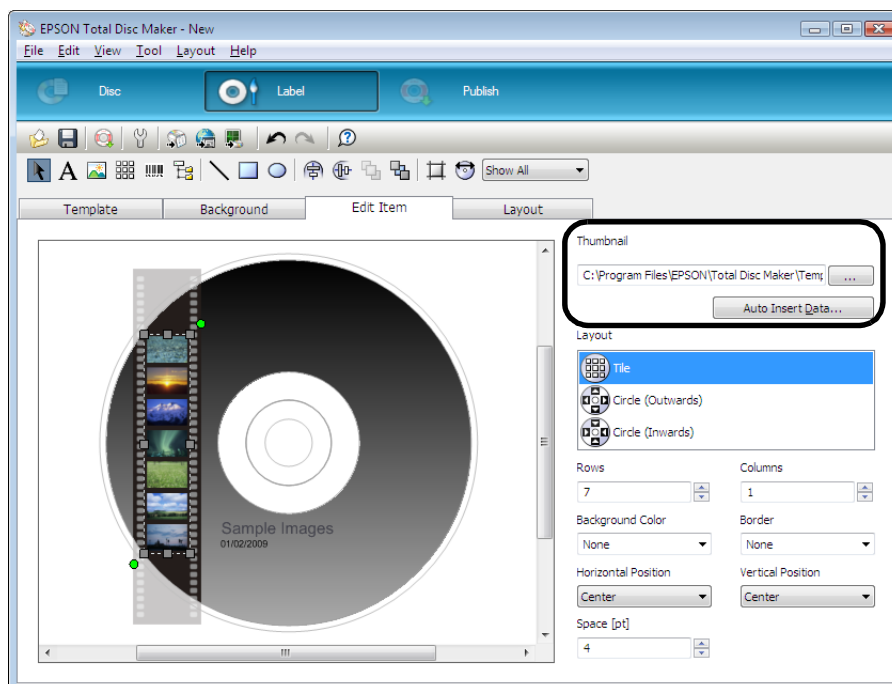 EPSON Total Disc Maker - New
File Edit View Tool Layout Help
Disc Label Publish
A Show All
Template Background Edit Item Layout
Thumbnail
C:\Program Files\EPSON\Total Disc Maker\Temp ...
Auto Insert Data...
Layout
Tile
Circle (Outwards)
Circle (Inwards)
Rows Columns
7 1
Background Color Border
None None
Horizontal Position Vertical Position
Center Center
Space [pt]
4
Sample Images
01/02/2009